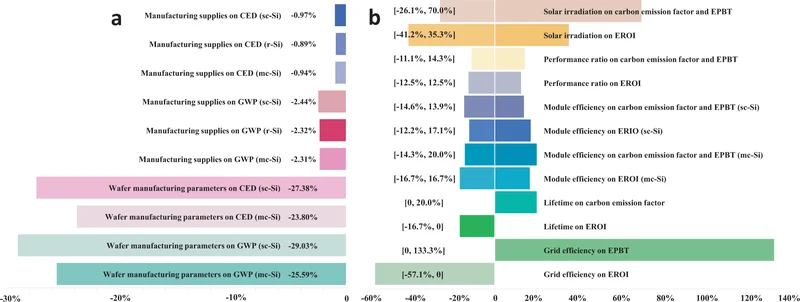 a
Manufacturing supplies on CED (sc-Si) -0.97%
Manufacturing supplies on CED (r-Si) -0.89%
Manufacturing supplies on CED (mc-Si) -0.94%
Manufacturing supplies on GWP (sc-Si) -2.44%
Manufacturing supplies on GWP (r-Si) -2.32%
Manufacturing supplies on GWP (mc-Si) -2.31%
Wafer manufacturing parameters on CED (sc-Si) -27.38%
Wafer manufacturing parameters on CED (mc-Si) -23.80%
Wafer manufacturing parameters on GWP (sc-Si) -29.03%
Wafer manufacturing parameters on GWP (mc-Si) -25.59%
-30% -20% -10% 0
b
[-26.1%, 70.0%] Solar irradiation on carbon emission factor and EPBT
[-41.2%, 35.3%] Solar irradiation on EROI
[-11.1%, 14.3%] Performance ratio on carbon emission factor and EPBT
[-12.5%, 12.5%] Performance ratio on EROI
[-14.6%, 13.9%] Module efficiency on carbon emission factor and EPBT (sc-Si)
[-12.2%, 17.1%] Module efficiency on ERIO (sc-Si)
[-14.3%, 20.0%] Module efficiency on carbon emission factor and EPBT (mc-Si)
[-16.7%, 16.7%] Module efficiency on EROI (mc-Si)
[0, 20.0%] Lifetime on carbon emission factor
[-16.7%, 0] Lifetime on EROI
[0, 133.3%] Grid efficiency on EPBT
[-57.1%, 0] Grid efficiency on EROI
-60% -40% -20% 0 20% 40% 60% 80% 100% 120% 140%